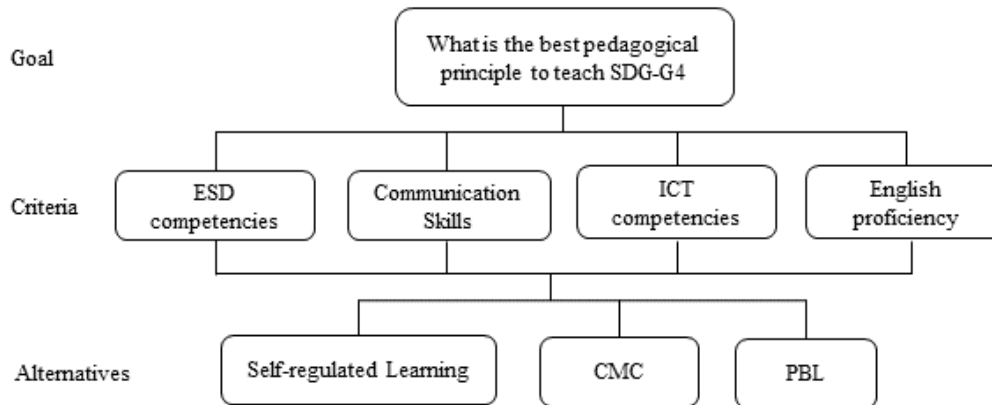 Goal
What is the best pedagogical
principle to teach SDG-G4
Criteria
ESD
competencies
Communication
Skills
ICT
competencies
English
proficiency
Alternatives
Self-regulated Learning
CMC
PBL